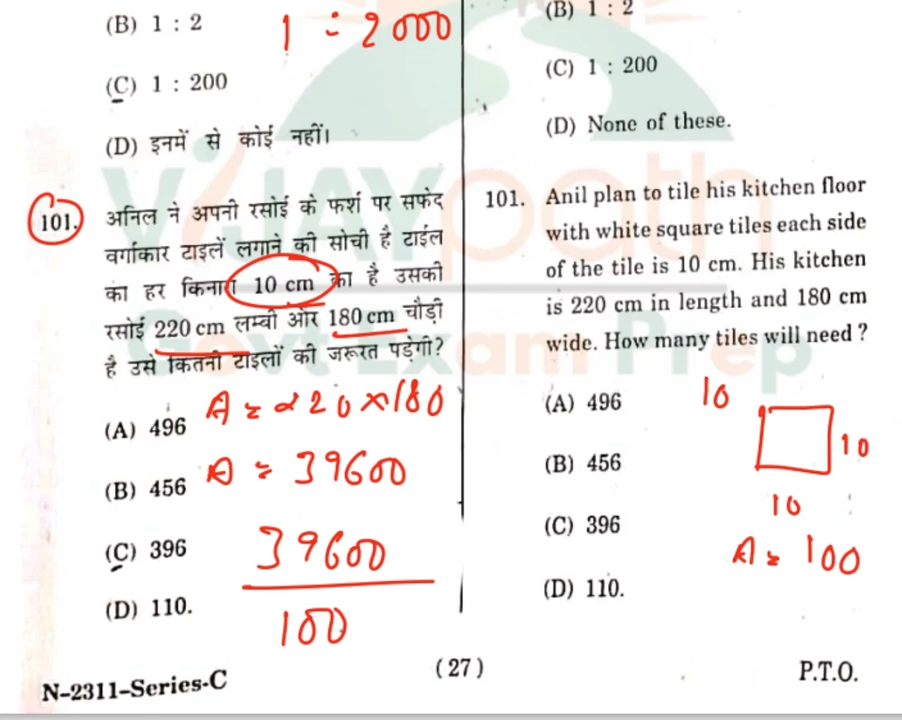 (B) 1 : 2
1 : 2000
(C) 1 : 200
(D) इनमें से कोई नहीं।
101. अनिल ने अपनी रसोई के फर्श पर सफेद
वर्गाकार टाइलें लगाने की सोची है टाईल
का हर किनारा 10 cm का है उसकी
रसोई 220 cm लम्बी और 180 cm चौड़ी
है उसे कितनी टाइलों की जरूरत पड़ेगी?
(A) 496
A = 220 × 180
(B) 456
A = 39600
(C) 396
39600
100
(D) 110.
(B) 1 : 2
(C) 1 : 200
(D) None of these.
101. Anil plan to tile his kitchen floor
with white square tiles each side
of the tile is 10 cm. His kitchen
is 220 cm in length and 180 cm
wide. How many tiles will need ?
(A) 496
10
10
(B) 456
10
(C) 396
A = 100
(D) 110.
N-2311-Series-C
(27)
P.T.O.
VIJAYpath
Govt Exam Prep